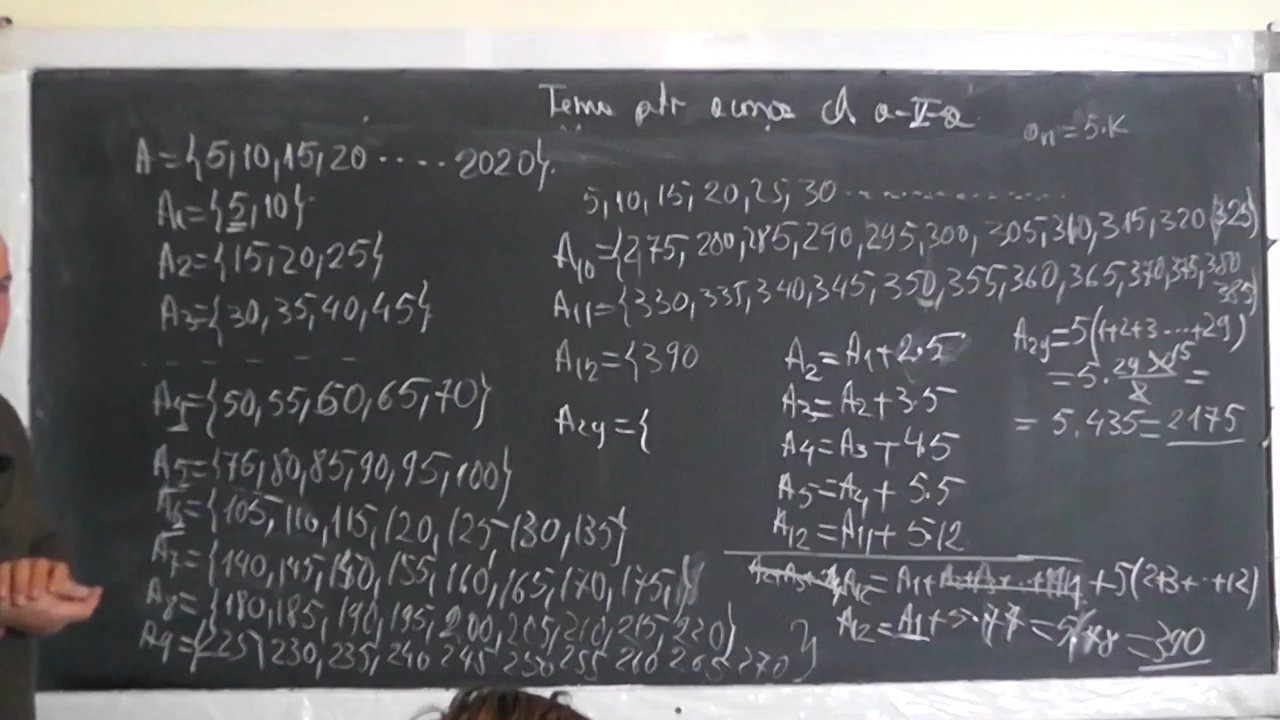 Tema ptr acasa cl a-V-a
a_n=5.K
A={5,10,15,20.....2020}.
A1={5,10}
A2={15,20,25}
A3={30,35,40,45}
- - - - -
A4={50,55,60,65,70}
A5={76,80,85,90,95,100}
A6={105,110,115,120,125-130,135}
A7={140,145,150,155,160,165,170,175,
A8={180,185,190,195,200,205,210,215,220}
A9={225,230,235,240 245 250 255 260 265 270}
5,10,15,20,25,30...........
A10={275,280,285,290,295,300,305,310,315,320,325}
A11={330,335,340,345,350,355,360,365,370,375,380
385}
A12={390
A29={
A2=A1+2.5
A3=A2+3.5
A4=A3+4.5
A5=A4+5.5
A12=A11+5.12
A12=A1+ +5(2+3+..+12)
A12=A1+5.77=5.78=390
A29=5(1+2+3...+29)
=5. =
=5.435=2175